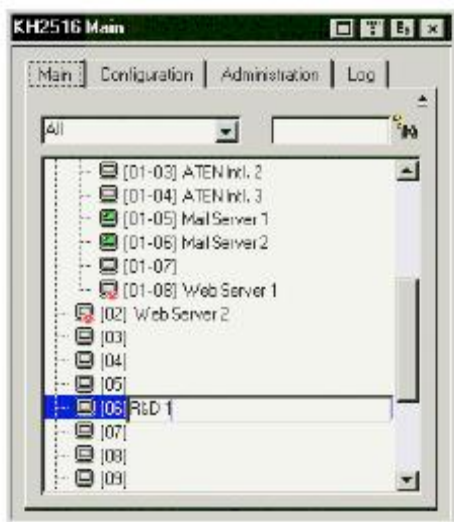 KH2516 Main
Main Configuration Administration Log
All
[01-03] ATEN Intl. 2
[01-04] ATEN Intl. 3
[01-05] Mail Server 1
[01-06] Mail Server 2
[01-07]
[01-08] Web Server 1
[02] Web Server 2
[03]
[04]
[05]
[06] R&D 1
[07]
[08]
[09]